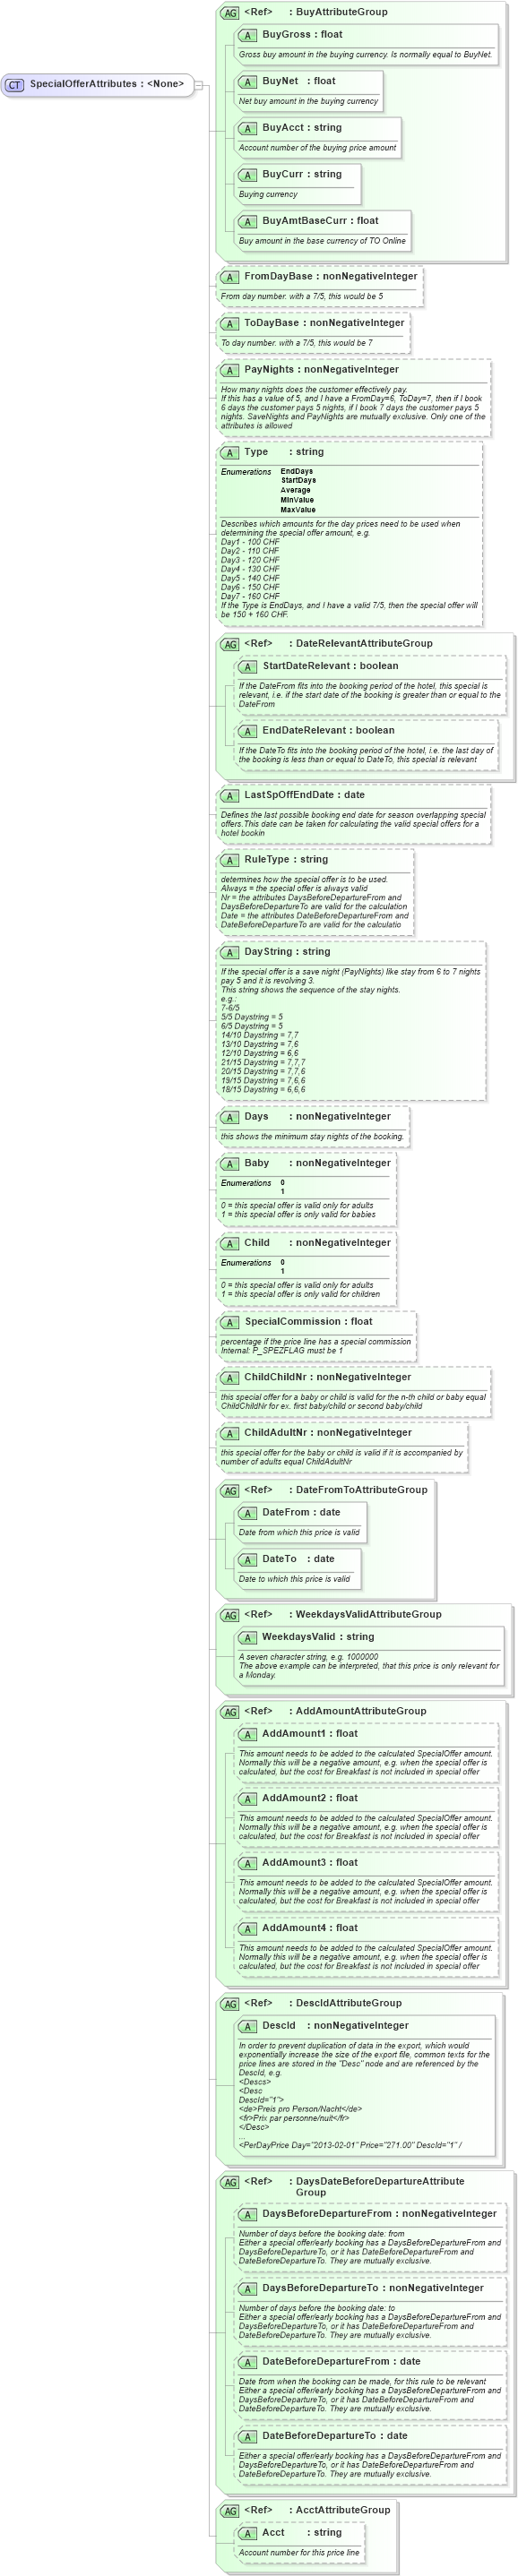 CT SpecialOfferAttributes : <None>
AG <Ref> : BuyAttributeGroup
A BuyGross : float
Gross buy amount in the buying currency. Is normally equal to BuyNet.
A BuyNet : float
Net buy amount in the buying currency
A BuyAcct : string
Account number of the buying price amount
A BuyCurr : string
Buying currency
A BuyAmtBaseCurr : float
Buy amount in the base currency of TO Online
A FromDayBase : nonNegativeInteger
From day number. with a 7/5, this would be 5
A ToDayBase : nonNegativeInteger
To day number. with a 7/5, this would be 7
A PayNights : nonNegativeInteger
How many nights does the customer effectively pay.
If this has a value of 5, and I have a FromDay=6, ToDay=7, then if I book
6 days the customer pays 5 nights, if I book 7 days the customer pays 5
nights. SaveNights and PayNights are mutually exclusive. Only one of the
attributes is allowed
A Type : string
Enumerations EndDays
StartDays
Average
MinValue
MaxValue
Describes which amounts for the day prices need to be used when
determining the special offer amount, e.g.
Day1 - 100 CHF
Day2 - 110 CHF
Day3 - 120 CHF
Day4 - 130 CHF
Day5 - 140 CHF
Day6 - 150 CHF
Day7 - 160 CHF
If the Type is EndDays, and I have a valid 7/5, then the special offer will
be 150 + 160 CHF.
AG <Ref> : DateRelevantAttributeGroup
A StartDateRelevant : boolean
If the DateFrom fits into the booking period of the hotel, this special is
relevant, i.e. if the start date of the booking is greater than or equal to the
DateFrom
A EndDateRelevant : boolean
If the DateTo fits into the booking period of the hotel, i.e. the last day of
the booking is less than or equal to DateTo, this special is relevant
A LastSpOffEndDate : date
Defines the last possible booking end date for season overlapping special
offers.This date can be taken for calculating the valid special offers for a
hotel bookin
A RuleType : string
determines how the special offer is to be used.
Always = the special offer is always valid
Nr = the attributes DaysBeforeDepartureFrom and
DaysBeforeDepartureTo are valid for the calculation
Date = the attributes DateBeforeDepartureFrom and
DateBeforeDepartureTo are valid for the calculatio
A DayString : string
If the special offer is a save night (PayNights) like stay from 6 to 7 nights
pay 5 and it is revolving 3.
This string shows the sequence of the stay nights.
e.g.:
7-6/5
5/5 Daystring = 5
6/5 Daystring = 5
14/10 Daystring = 7,7
13/10 Daystring = 7,6
12/10 Daystring = 6,6
21/15 Daystring = 7,7,7
20/15 Daystring = 7,7,6
19/15 Daystring = 7,6,6
18/15 Daystring = 6,6,6
A Days : nonNegativeInteger
this shows the minimum stay nights of the booking.
A Baby : nonNegativeInteger
Enumerations 0
1
0 = this special offer is valid only for adults
1 = this special offer is only valid for babies
A Child : nonNegativeInteger
Enumerations 0
1
0 = this special offer is valid only for adults
1 = this special offer is only valid for children
A SpecialCommission : float
percentage if the price line has a special commission
Internal: P_SPEZFLAG must be 1
A ChildChildNr : nonNegativeInteger
this special offer for a baby or child is valid for the n-th child or baby equal
ChildChildNr for ex. first baby/child or second baby/child
A ChildAdultNr : nonNegativeInteger
this special offer for the baby or child is valid if it is accompanied by
number of adults equal ChildAdultNr
AG <Ref> : DateFromToAttributeGroup
A DateFrom : date
Date from which this price is valid
A DateTo : date
Date to which this price is valid
AG <Ref> : WeekdaysValidAttributeGroup
A WeekdaysValid : string
A seven character string, e.g. 1000000
The above example can be interpreted, that this price is only relevant for
a Monday.
AG <Ref> : AddAmountAttributeGroup
A AddAmount1 : float
This amount needs to be added to the calculated SpecialOffer amount.
Normally this will be a negative amount, e.g. when the special offer is
calculated, but the cost for Breakfast is not included in special offer
A AddAmount2 : float
This amount needs to be added to the calculated SpecialOffer amount.
Normally this will be a negative amount, e.g. when the special offer is
calculated, but the cost for Breakfast is not included in special offer
A AddAmount3 : float
This amount needs to be added to the calculated SpecialOffer amount.
Normally this will be a negative amount, e.g. when the special offer is
calculated, but the cost for Breakfast is not included in special offer
A AddAmount4 : float
This amount needs to be added to the calculated SpecialOffer amount.
Normally this will be a negative amount, e.g. when the special offer is
calculated, but the cost for Breakfast is not included in special offer
AG <Ref> : DescIdAttributeGroup
A DescId : nonNegativeInteger
In order to prevent duplication of data in the export, which would
exponentially increase the size of the export file, common texts for the
price lines are stored in the "Desc" node and are referenced by the
DescId, e.g.
<Descs>
<Desc
DescId="1">
<de>Preis pro Person/Nacht</de>
<fr>Prix par personne/nuit</fr>
</Desc>
...
<PerDayPrice Day="2013-02-01" Price="271.00" DescId="1" /
AG <Ref> : DaysDateBeforeDepartureAttribute
Group
A DaysBeforeDepartureFrom : nonNegativeInteger
Number of days before the booking date: from
Either a special offer/early booking has a DaysBeforeDepartureFrom and
DaysBeforeDepartureTo, or it has DateBeforeDepartureFrom and
DateBeforeDepartureTo. They are mutually exclusive.
A DaysBeforeDepartureTo : nonNegativeInteger
Number of days before the booking date: to
Either a special offer/early booking has a DaysBeforeDepartureFrom and
DaysBeforeDepartureTo, or it has DateBeforeDepartureFrom and
DateBeforeDepartureTo. They are mutually exclusive.
A DateBeforeDepartureFrom : date
Date from when the booking can be made, for this rule to be relevant
Either a special offer/early booking has a DaysBeforeDepartureFrom and
DaysBeforeDepartureTo, or it has DateBeforeDepartureFrom and
DateBeforeDepartureTo. They are mutually exclusive.
A DateBeforeDepartureTo : date
Either a special offer/early booking has a DaysBeforeDepartureFrom and
DaysBeforeDepartureTo, or it has DateBeforeDepartureFrom and
DateBeforeDepartureTo. They are mutually exclusive.
AG <Ref> : AcctAttributeGroup
A Acct : string
Account number for this price line